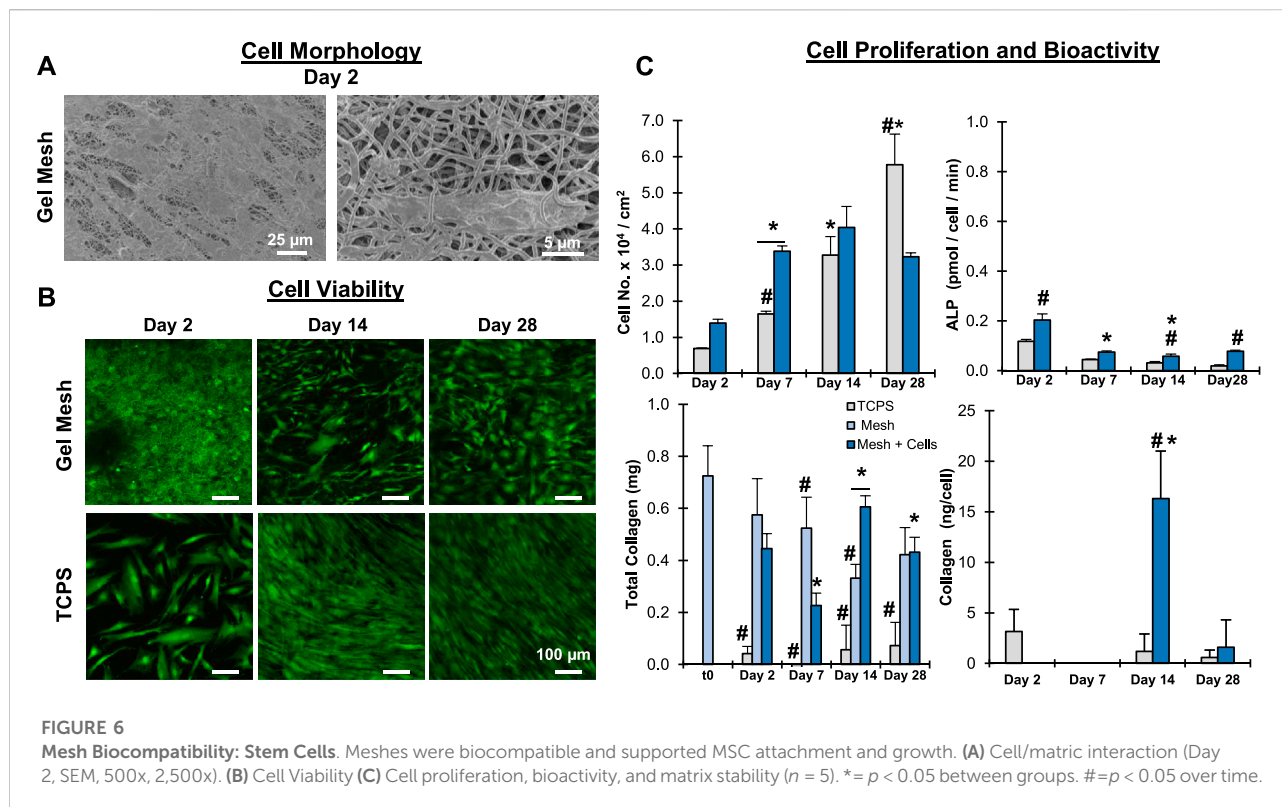 Cell Morphology
A
Day 2
Gel Mesh
25 µm
5 µm
B
Cell Viability
Day 2
Day 14
Day 28
Gel Mesh
TCPS
100 µm
C
Cell Proliferation and Bioactivity
Cell No. x 10⁴ / cm²
7.0
6.0
5.0
4.0
3.0
2.0
1.0
0.0
#
*
*
#*
Day 2
Day 7
Day 14
Day 28
ALP (pmol / cell / min)
1.0
0.8
0.6
0.4
0.2
0.0
#
*
*
#
#
Day 2
Day 7
Day 14
Day28
Total Collagen (mg)
1.0
0.8
0.6
0.4
0.2
0.0
TCPS
Mesh
Mesh + Cells
#
#
#
*
#
#
*
#
*
t0
Day 2
Day 7
Day 14
Day 28
Collagen (ng/cell)
25
20
15
10
5
0
# *
Day 2
Day 7
Day 14
Day 28
FIGURE 6
Mesh Biocompatibility: Stem Cells. Meshes were biocompatible and supported MSC attachment and growth. (A) Cell/matric interaction (Day
2, SEM, 500x, 2,500x). (B) Cell Viability (C) Cell proliferation, bioactivity, and matrix stability (n = 5). *= p < 0.05 between groups. #=p < 0.05 over time.